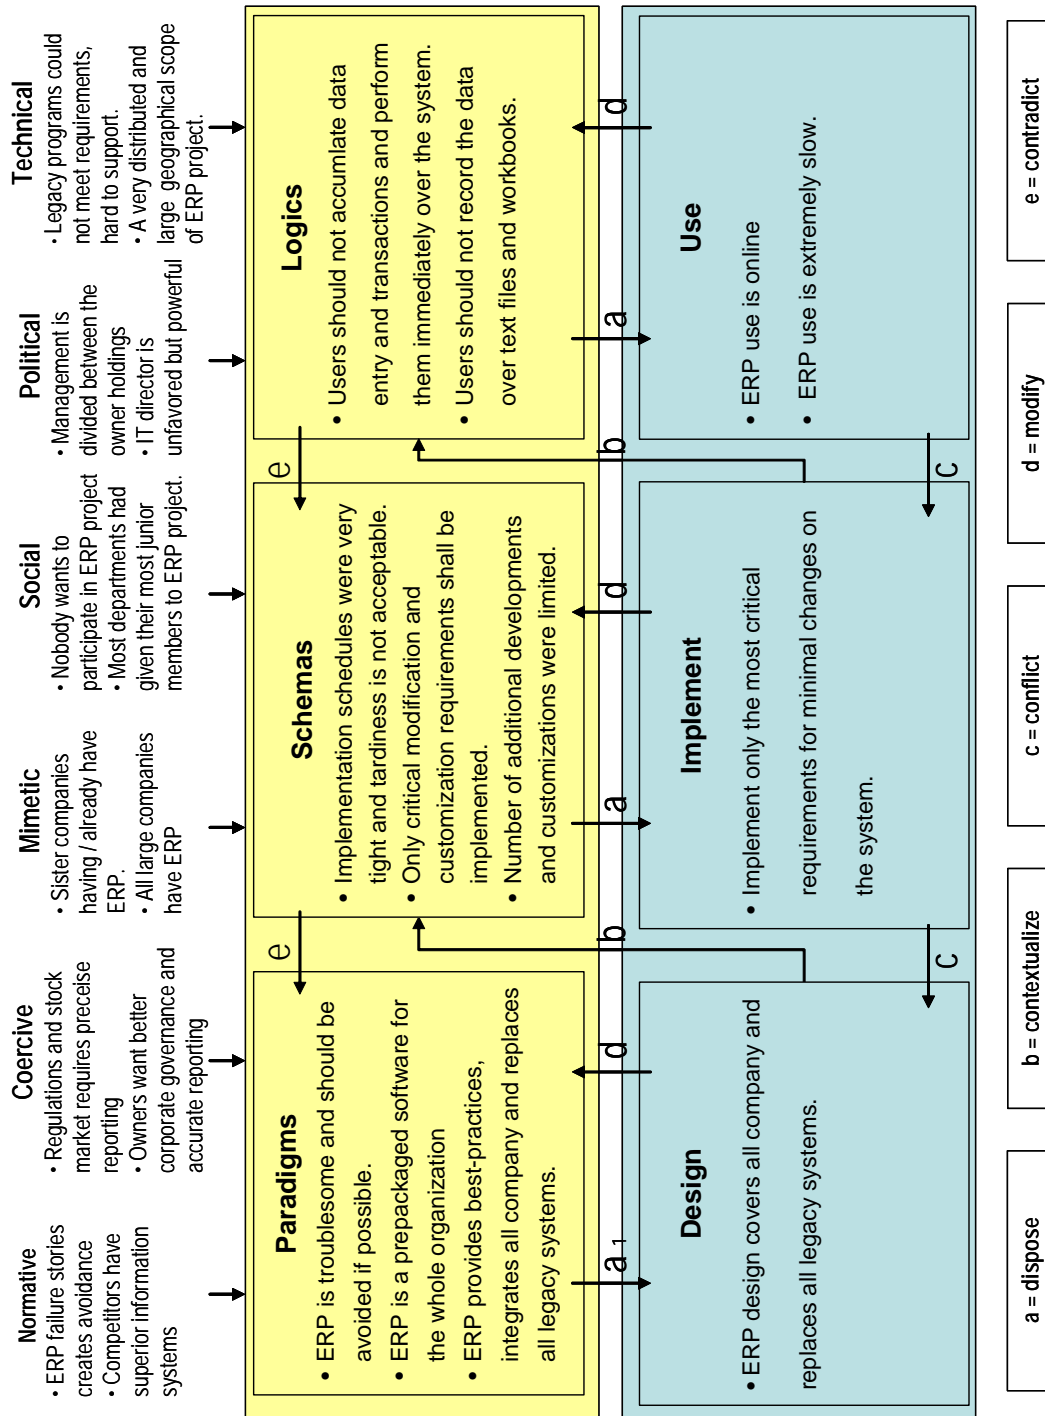 Normative
• ERP failure stories
creates avoidance
• Competitors have
superior information
systems
Coercive
• Regulations and stock
market requires preceise
reporting
• Owners want better
corporate governance and
accurate reporting
Mimetic
• Sister companies
having / already have
ERP.
• All large companies
have ERP
Social
• Nobody wants to
participate in ERP project
• Most departments had
given their most junior
members to ERP project.
Political
• Management is
divided between the
owner holdings
• IT director is
unfavored but powerful
Technical
• Legacy programs could
not meet requirements,
hard to support.
• A very distributed and
large geographical scope
of ERP project.
Paradigms
• ERP is troublesome and should be
avoided if possible.
• ERP is a prepackaged software for
the whole organization
• ERP provides best-practices,
integrates all company and replaces
all legacy systems.
e
Schemas
• Implementation schedules were very
tight and tardiness is not acceptable.
• Only critical modification and
customization requirements shall be
implemented.
• Number of additional developments
and customizations were limited.
e
Logics
• Users should not accumlate data
entry and transactions and perform
them immediately over the system.
• Users should not record the data
over text files and workbooks.
a 1
d
b
a
d
b
a
d
Design
• ERP design covers all company and
replaces all legacy systems.
c
Implement
• Implement only the most critical
requirements for minimal changes on
the system.
c
Use
• ERP use is online
• ERP use is extremely slow.
a = dispose
b = contextualize
c = conflict
d = modify
e = contradict